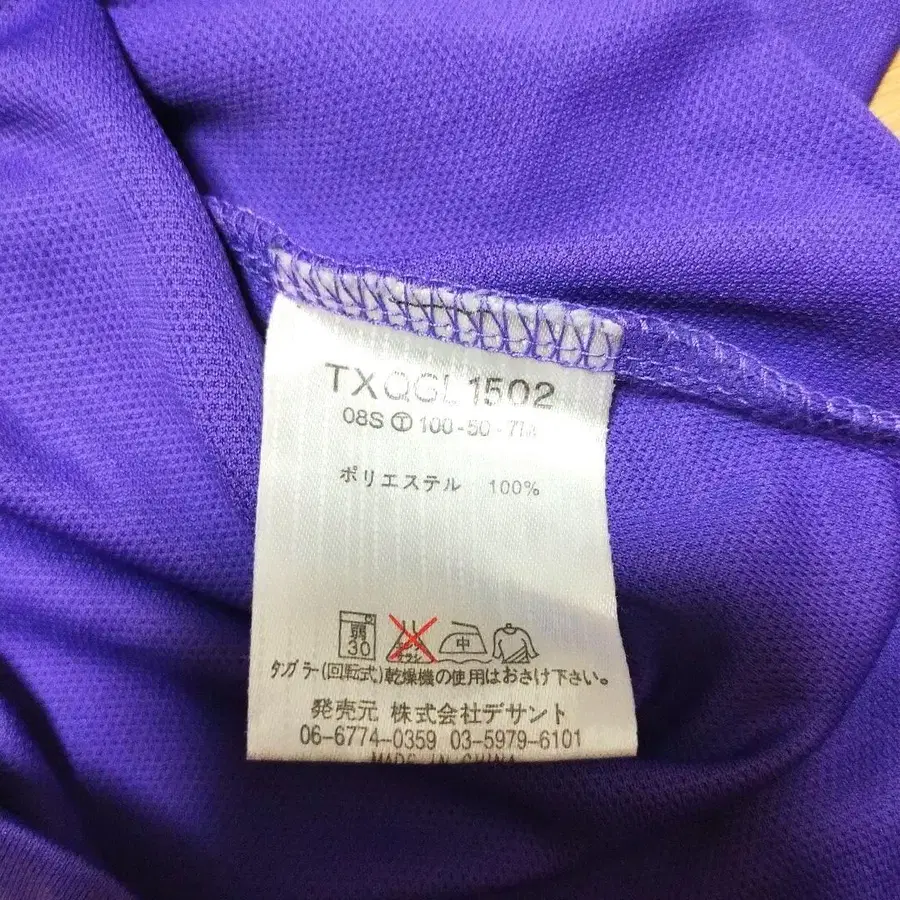 TXQGL1502
08S Ⓣ 100-50-
ポリエステル 100%
弱
30
中
タンブラー(回転式)乾燥機の使用はおさけ下さい。
発売元 株式会社デサント
06-6774-0359 03-5979-6101
MADE IN CHINA